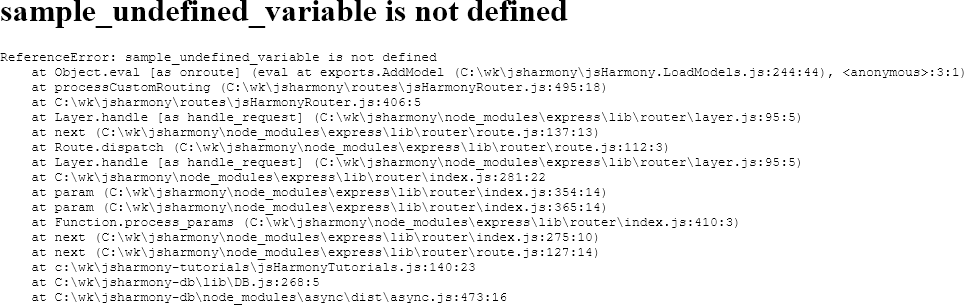 sample_undefined_variable is not defined
ReferenceError: sample_undefined_variable is not defined
at Object.eval [as onroute] (eval at exports.AddModel (C:\wk\jsharmony\jsHarmony.LoadModels.js:244:44), <anonymous>:3:1)
at processCustomRouting (C:\wk\jsharmony\routes\jsHarmonyRouter.js:495:18)
at C:\wk\jsharmony\routes\jsHarmonyRouter.js:406:5
at Layer.handle [as handle_request] (C:\wk\jsharmony\node_modules\express\lib\router\layer.js:95:5)
at next (C:\wk\jsharmony\node_modules\express\lib\router\route.js:137:13)
at Route.dispatch (C:\wk\jsharmony\node_modules\express\lib\router\route.js:112:3)
at Layer.handle [as handle_request] (C:\wk\jsharmony\node_modules\express\lib\router\layer.js:95:5)
at C:\wk\jsharmony\node_modules\express\lib\router\index.js:281:22
at param (C:\wk\jsharmony\node_modules\express\lib\router\index.js:354:14)
at param (C:\wk\jsharmony\node_modules\express\lib\router\index.js:365:14)
at Function.process_params (C:\wk\jsharmony\node_modules\express\lib\router\index.js:410:3)
at next (C:\wk\jsharmony\node_modules\express\lib\router\index.js:275:10)
at next (C:\wk\jsharmony\node_modules\express\lib\router\route.js:127:14)
at c:\wk\jsharmony-tutorials\jsHarmonyTutorials.js:140:23
at C:\wk\jsharmony-db\lib\DB.js:268:5
at C:\wk\jsharmony-db\node_modules\async\dist\async.js:473:16